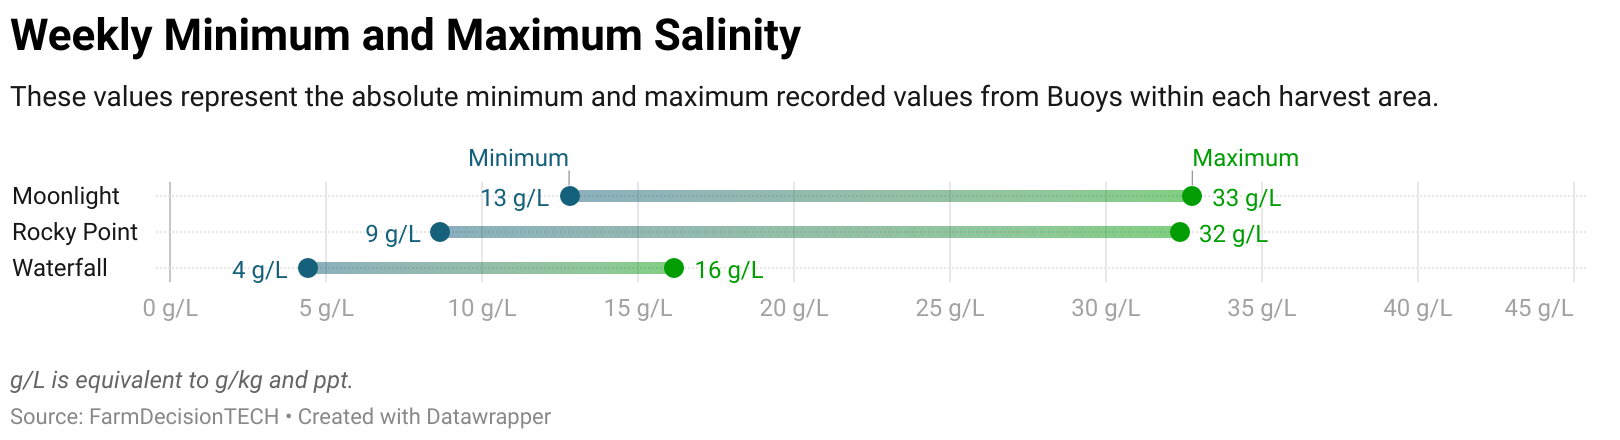 Weekly Minimum and Maximum Salinity
These values represent the absolute minimum and maximum recorded values from Buoys within each harvest area.
Minimum Maximum
Moonlight 13 g/L 33 g/L
Rocky Point 9 g/L 32 g/L
Waterfall 4 g/L 16 g/L
0 g/L 5 g/L 10 g/L 15 g/L 20 g/L 25 g/L 30 g/L 35 g/L 40 g/L 45 g/L
g/L is equivalent to g/kg and ppt.
Source: FarmDecisionTECH • Created with Datawrapper